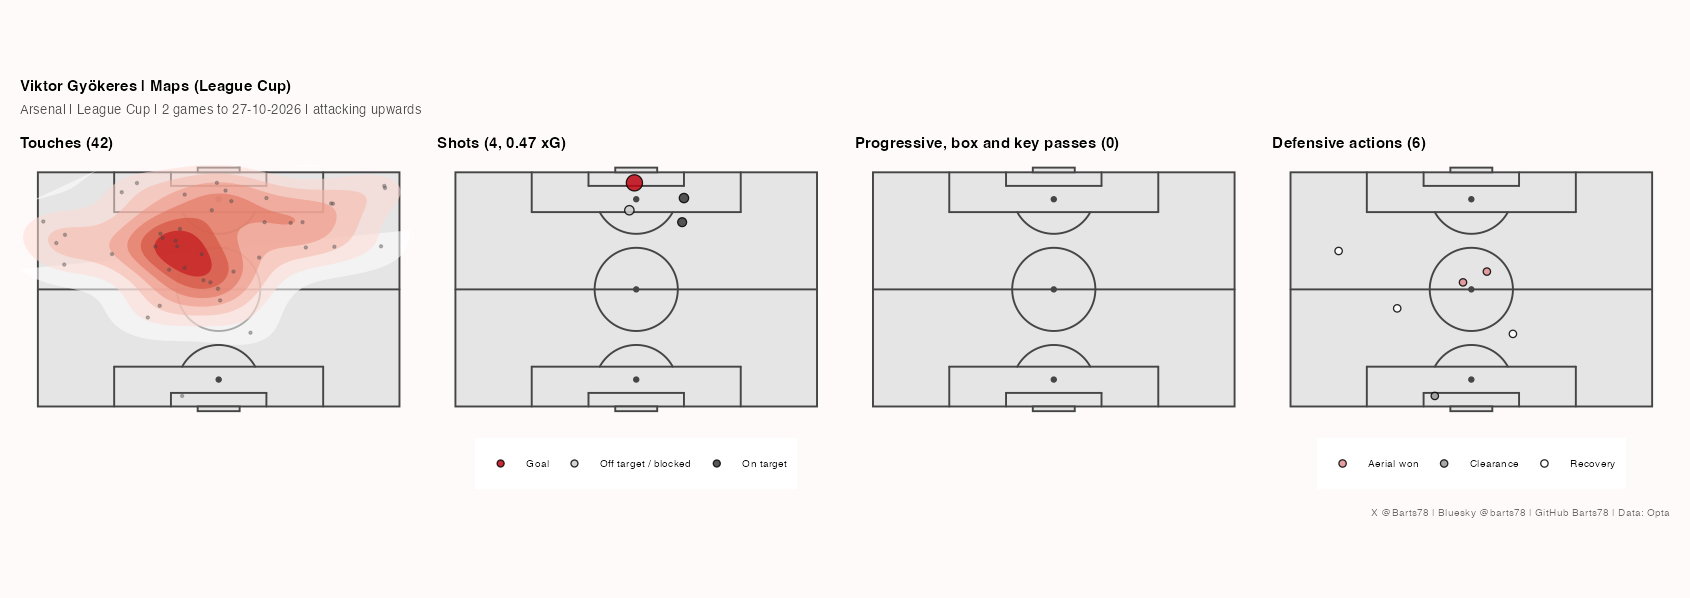 Viktor Gyökeres | Maps (League Cup)
Arsenal | League Cup | 2 games to 27-10-2026 | attacking upwards
Touches (42)
Shots (4, 0.47 xG)
Progressive, box and key passes (0)
Defensive actions (6)
Goal
Off target / blocked
On target
Aerial won
Clearance
Recovery
X @Barts78 | Bluesky @barts78 | GitHub Barts78 | Data: Opta